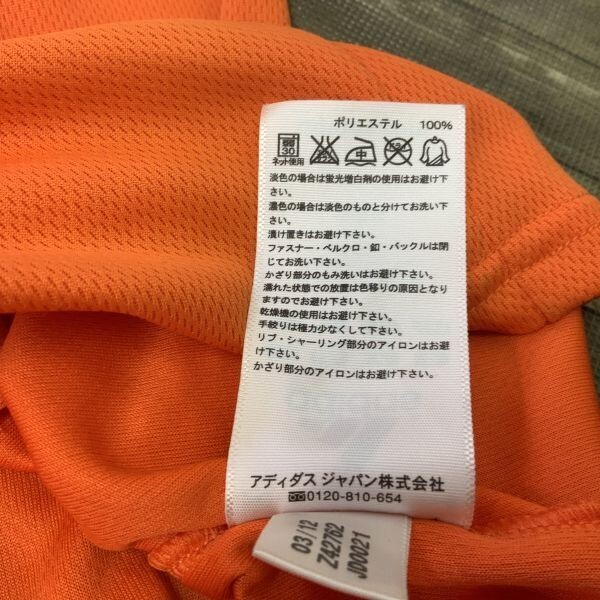 ポリエステル 100%
30
ネット使用
中
淡色の場合は蛍光増白剤の使用はお避け下
さい。
濃色の場合は淡色のものと分けてお洗い下
さい。
漬け置きはお避け下さい。
ファスナー・ベルクロ・釦・バックルは閉
じてお洗い下さい。
かざり部分のもみ洗いはお避け下さい。
濡れた状態での放置は色移りの原因となり
ますのでお避け下さい。
乾燥機の使用はお避け下さい。
手絞りは極力少なくして下さい。
リブ・シャーリング部分のアイロンはお避
け下さい。
かざり部分のアイロンはお避け下さい。
アディダス ジャパン株式会社
0120-810-654
03/12
Z42762
JD0021